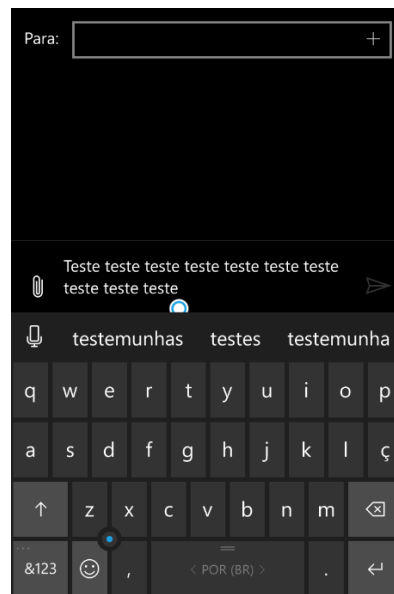 Para:
Teste teste teste teste teste teste teste
teste teste teste
testemunhas testes testemunha
q w e r t y u i o p
a s d f g h j k l ç
z x c v b n m
&123 , < POR (BR) > .